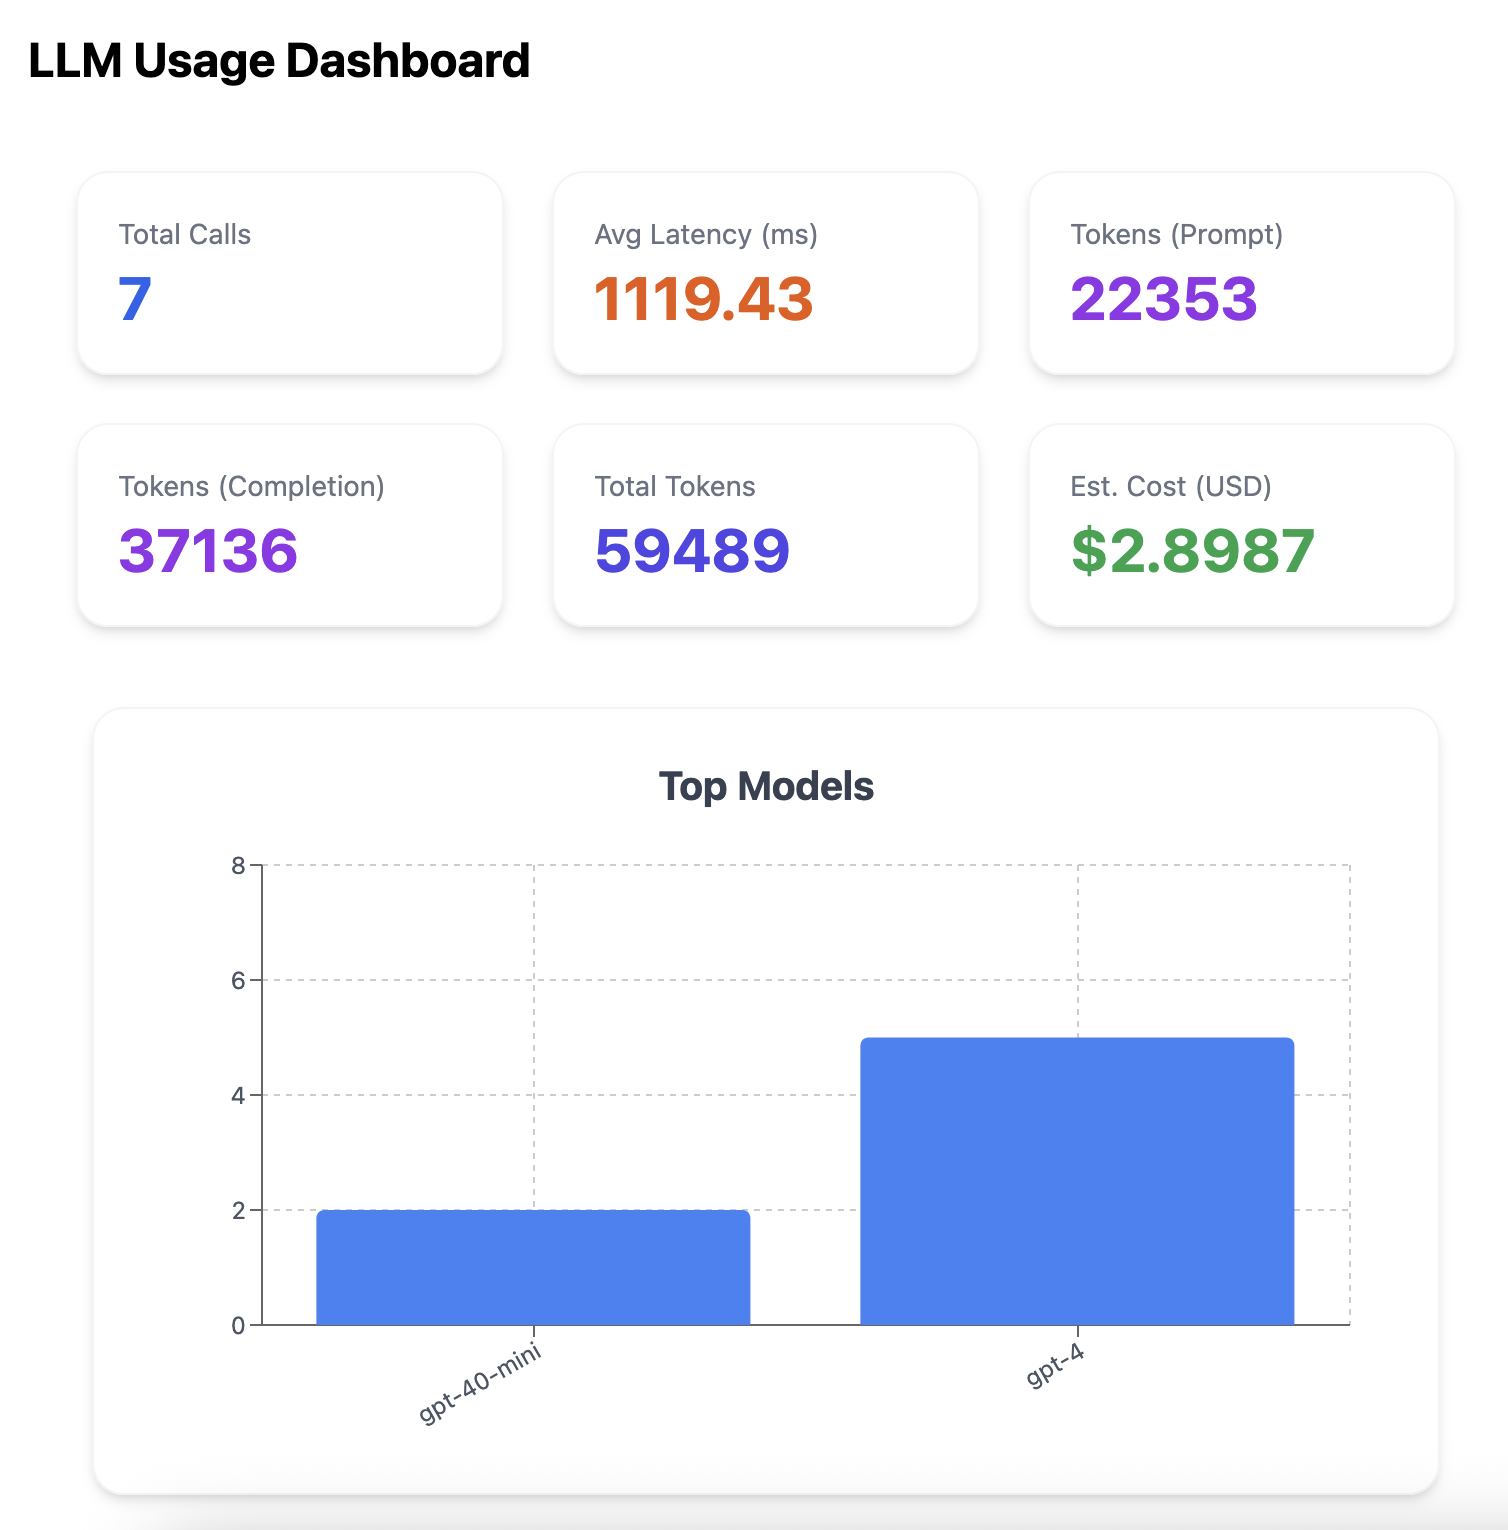 LLM Usage Dashboard
Total Calls
7
Avg Latency (ms)
1119.43
Tokens (Prompt)
22353
Tokens (Completion)
37136
Total Tokens
59489
Est. Cost (USD)
$2.8987
Top Models
8
6
4
2
0
gpt-40-mini
gpt-4